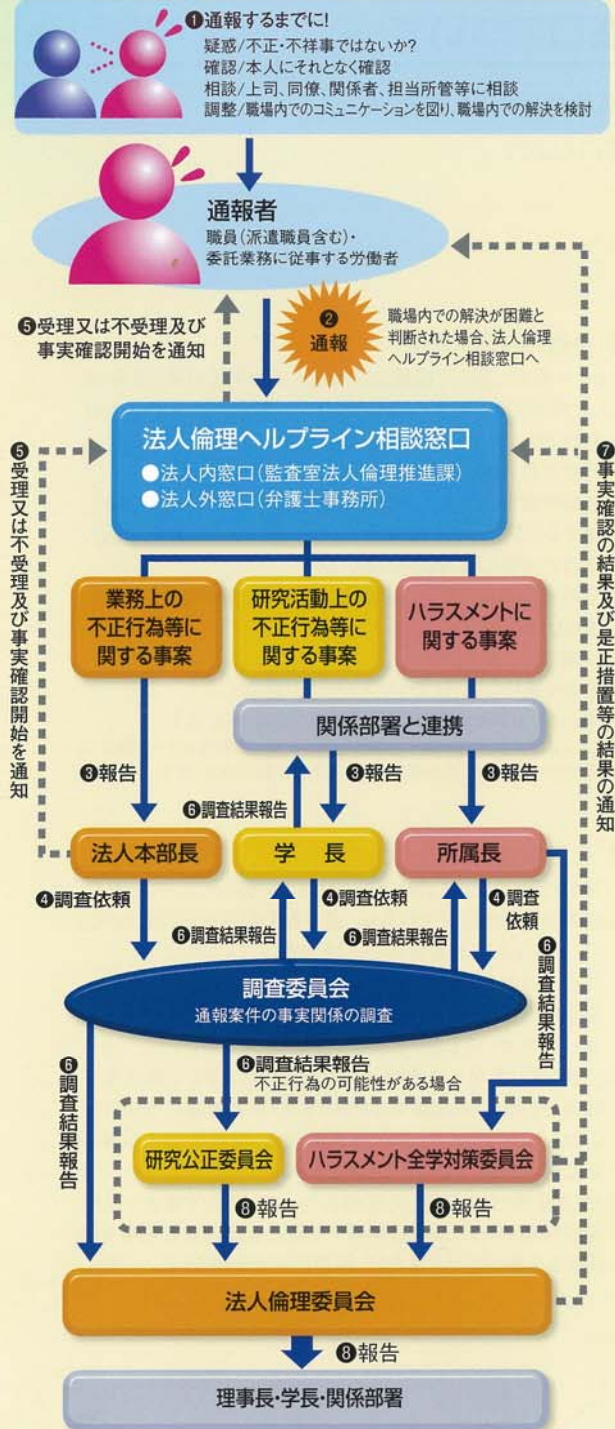 ❶通報するまでに!
疑惑/不正・不祥事ではないか?
確認/本人にそれとなく確認
相談/上司、同僚、関係者、担当所管等に相談
調整/職場内でのコミュニケーションを図り、職場内での解決を検討
通報者
職員(派遣職員含む)・
委託業務に従事する労働者
❺受理又は不受理及び
事実確認開始を通知
❷
通報
職場内での解決が困難と
判断された場合、法人倫理
ヘルプライン相談窓口へ
法人倫理ヘルプライン相談窓口
●法人内窓口(監査室法人倫理推進課)
●法人外窓口(弁護士事務所)
❺受理又は不受理及び事実確認開始を通知
❼事実確認の結果及び是正措置等の結果の通知
業務上の
不正行為等に
関する事案
研究活動上の
不正行為等に
関する事案
ハラスメントに
関する事案
関係部署と連携
❸報告
❻調査結果報告
❸報告
❸報告
法人本部長
学 長
所属長
❹調査依頼
❻調査結果報告
❹調査依頼
❻調査結果報告
❹調査
依頼
❻調査結果報告
調査委員会
通報案件の事実関係の調査
❻調査結果報告
❻調査結果報告
不正行為の可能性がある場合
研究公正委員会
ハラスメント全学対策委員会
❽報告
❽報告
法人倫理委員会
❽報告
理事長・学長・関係部署